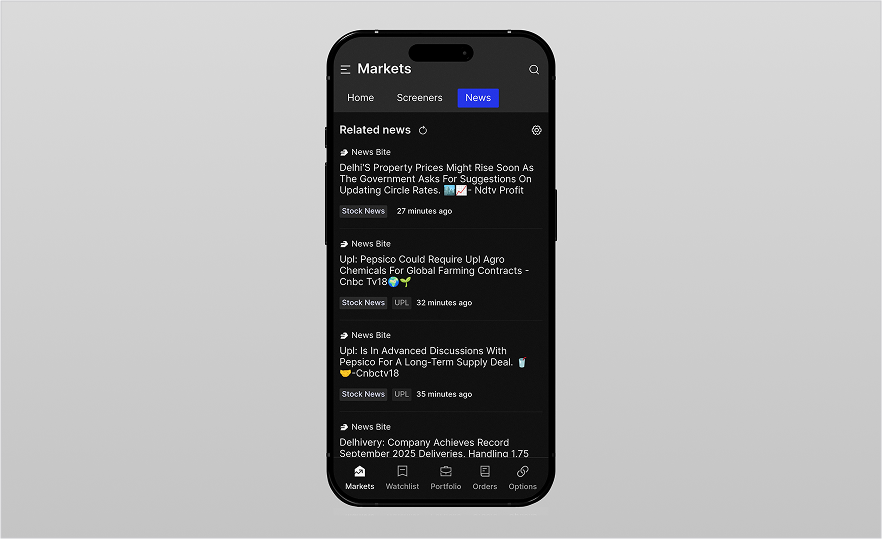 Markets
Home Screeners News
Related news
News Bite
Delhi'S Property Prices Might Rise Soon As
The Government Asks For Suggestions On
Updating Circle Rates. 🏙️📈- Ndtv Profit
Stock News 27 minutes ago
News Bite
Upl: Pepsico Could Require Upl Agro
Chemicals For Global Farming Contracts -
Cnbc Tv18🌍🌱
Stock News UPL 32 minutes ago
News Bite
Upl: Is In Advanced Discussions With
Pepsico For A Long-Term Supply Deal. 🥤
🤝-Cnbctv18
Stock News UPL 35 minutes ago
News Bite
Delhivery: Company Achieves Record
September 2025 Deliveries, Handling 1.75
Markets Watchlist Portfolio Orders Options